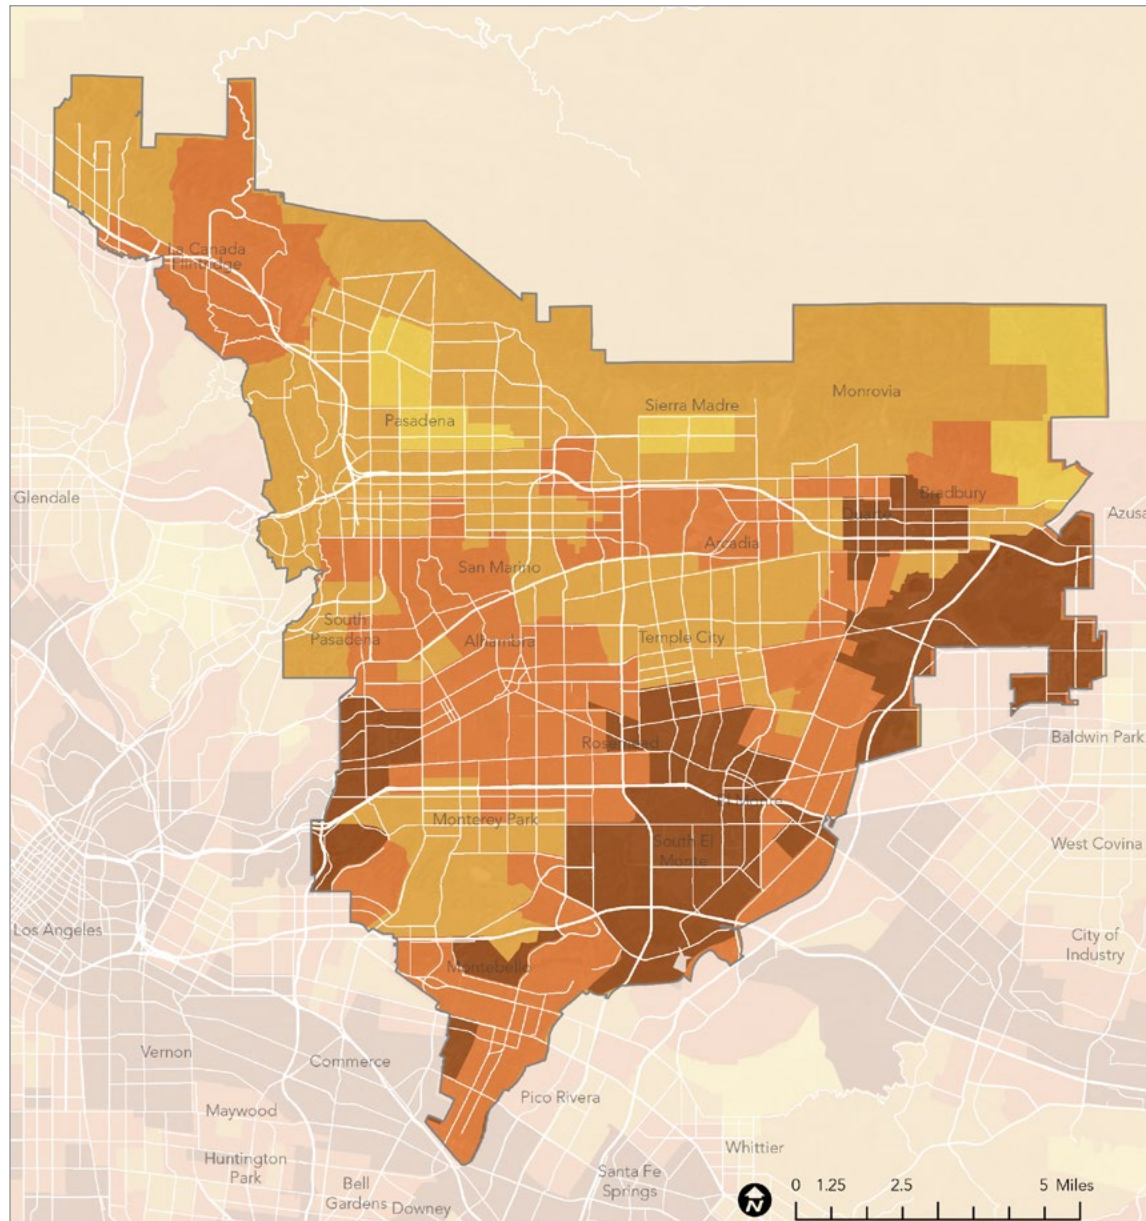 La Canada
Flintridge
Pasadena
Sierra Madre
Monrovia
Glendale
Bradbury
Duarte
Azusa
Arcadia
San Marino
South
Pasadena
Alhambra
Temple City
Rosemead
Baldwin Park
El Monte
Monterey Park
South El
Monte
West Covina
Los Angeles
City of
Industry
Montebello
Vernon
Commerce
Pico Rivera
Maywood
Whittier
Huntington
Park
Santa Fe
Springs
Bell
Gardens
Downey
N
0 1.25 2.5 5 Miles